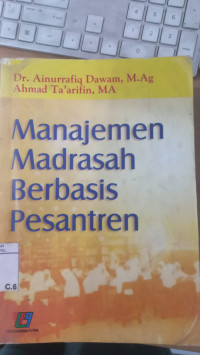 Dr. Ainurrafiq Dawam, M.Ag
Ahmad Ta'arifin, MA
Manajemen
Madrasah
Berbasis
Pesantren
C.6